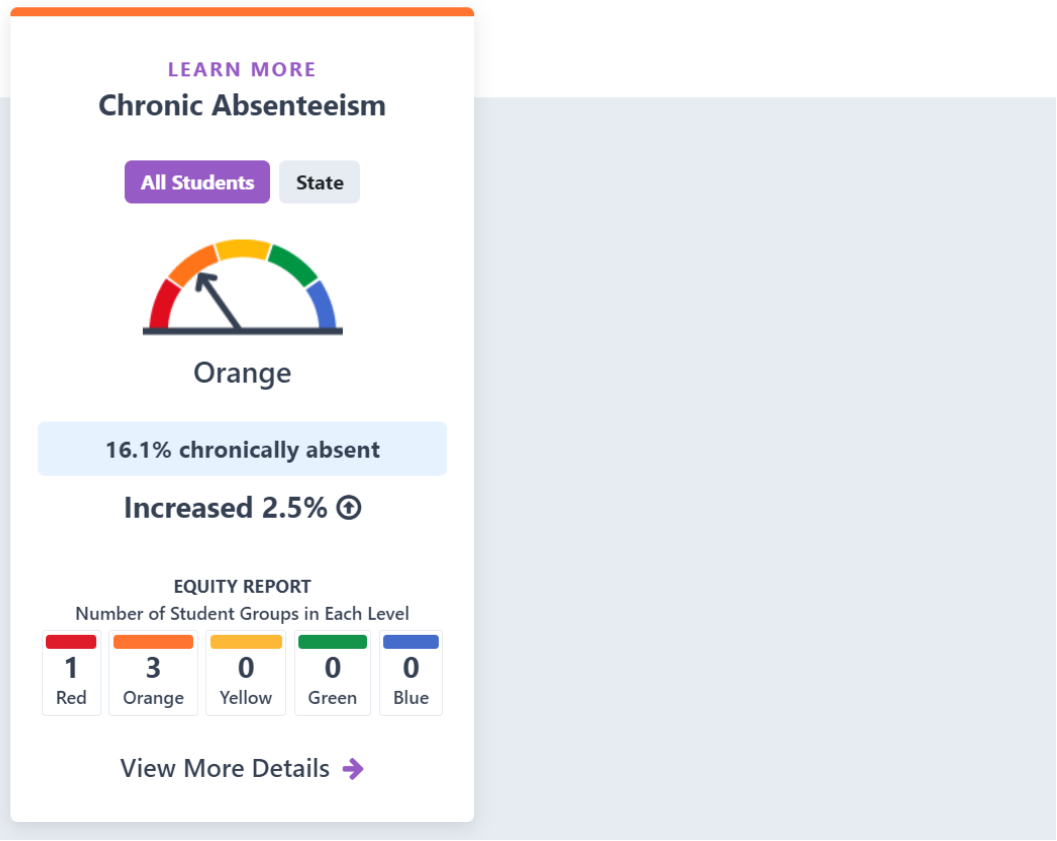 LEARN MORE
Chronic Absenteeism
All Students State
Orange
16.1% chronically absent
Increased 2.5%
EQUITY REPORT
Number of Student Groups in Each Level
1 3 0 0 0
Red Orange Yellow Green Blue
View More Details